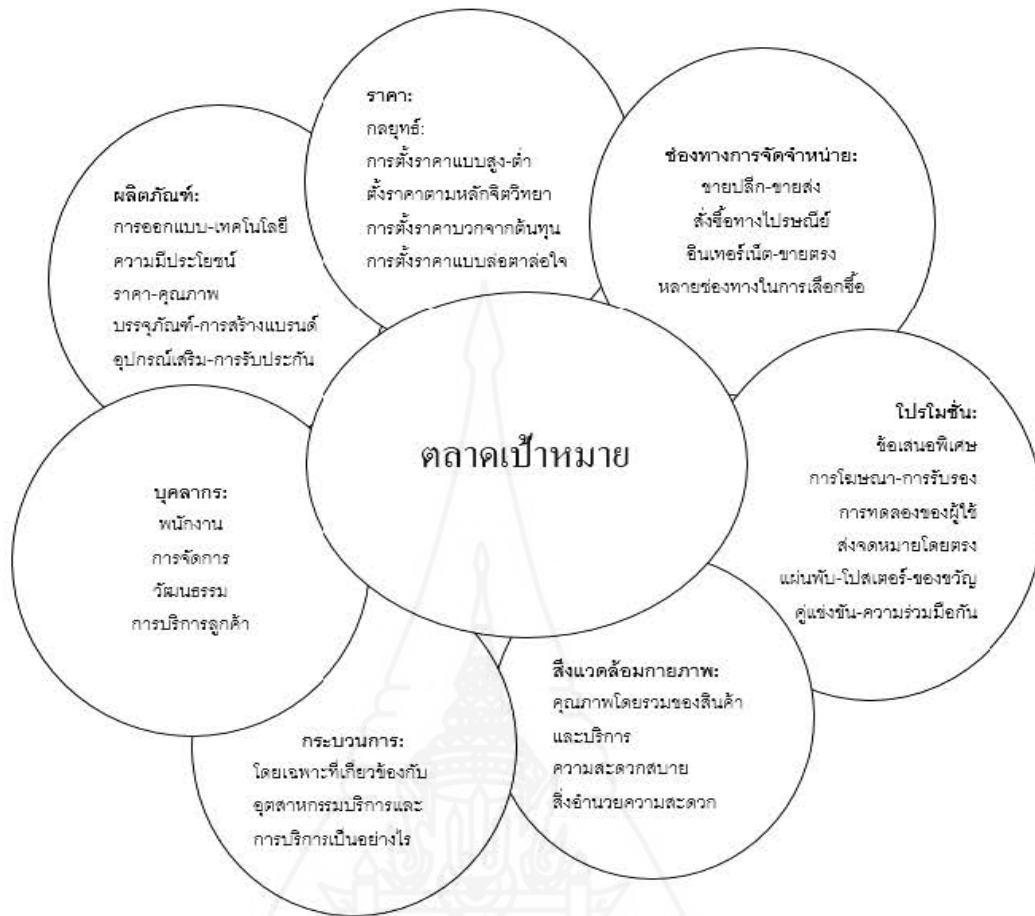 ราคา:
กลยุทธ์:
การตั้งราคาแบบสูง-ต่ำ
ตั้งราคาตามหลักจิตวิทยา
การตั้งราคาบวกจากต้นทุน
การตั้งราคาแบบล่อตาล่อใจ
ช่องทางการจัดจำหน่าย:
ขายปลีก-ขายส่ง
สั่งซื้อทางไปรษณีย์
อินเทอร์เน็ต-ขายตรง
หลายช่องทางในการเลือกซื้อ
ผลิตภัณฑ์:
การออกแบบ-เทคโนโลยี
ความมีประโยชน์
ราคา-คุณภาพ
บรรจุภัณฑ์-การสร้างแบรนด์
อุปกรณ์เสริม-การรับประกัน
ตลาดเป้าหมาย
โปรโมชั่น:
ข้อเสนอพิเศษ
การโฆษณา-การรับรอง
การทดลองของผู้ใช้
ส่งจดหมายโดยตรง
แผ่นพับ-โปสเตอร์-ของขวัญ
คู่แข่งขัน-ความร่วมมือกัน
บุคลากร:
พนักงาน
การจัดการ
วัฒนธรรม
การบริการลูกค้า
สิ่งแวดล้อมกายภาพ:
คุณภาพโดยรวมของสินค้า
และบริการ
ความสะดวกสบาย
สิ่งอำนวยความสะดวก
กระบวนการ:
โดยเฉพาะที่เกี่ยวข้องกับ
อุตสาหกรรมบริการและ
การบริการเป็นอย่างไร